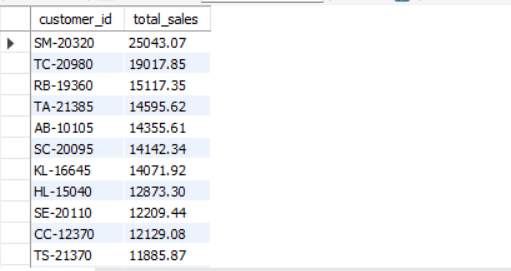 customer_id total_sales
SM-20320 25043.07
TC-20980 19017.85
RB-19360 15117.35
TA-21385 14595.62
AB-10105 14355.61
SC-20095 14142.34
KL-16645 14071.92
HL-15040 12873.30
SE-20110 12209.44
CC-12370 12129.08
TS-21370 11885.87